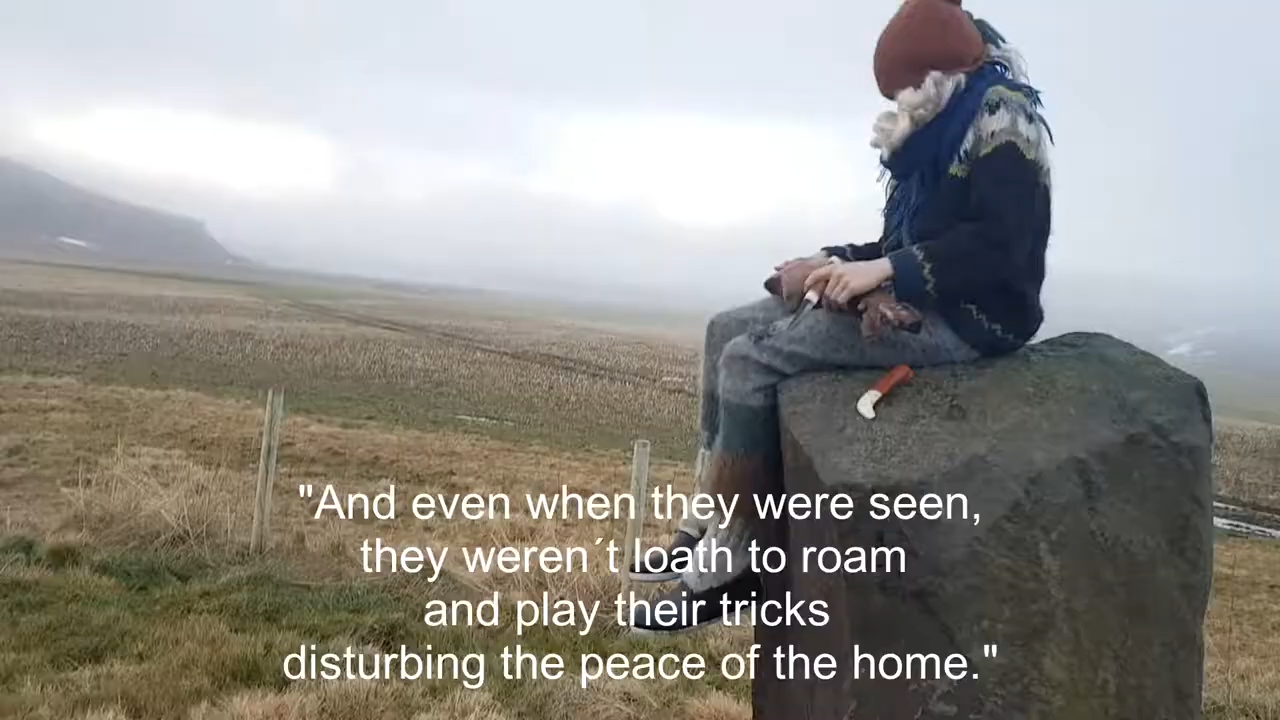 "And even when they were seen,
they weren´t loath to roam
and play their tricks
disturbing the peace of the home."